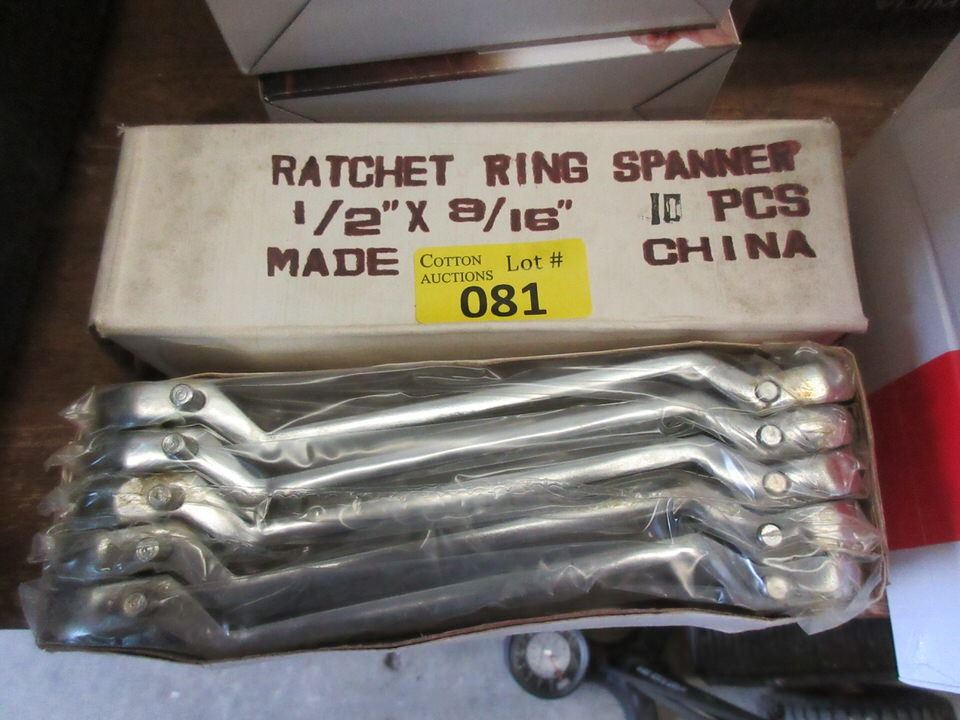 RATCHET RING SPANNER
1/2" X 9/16" 10 PCS
MADE CHINA
COTTON AUCTIONS Lot #
081